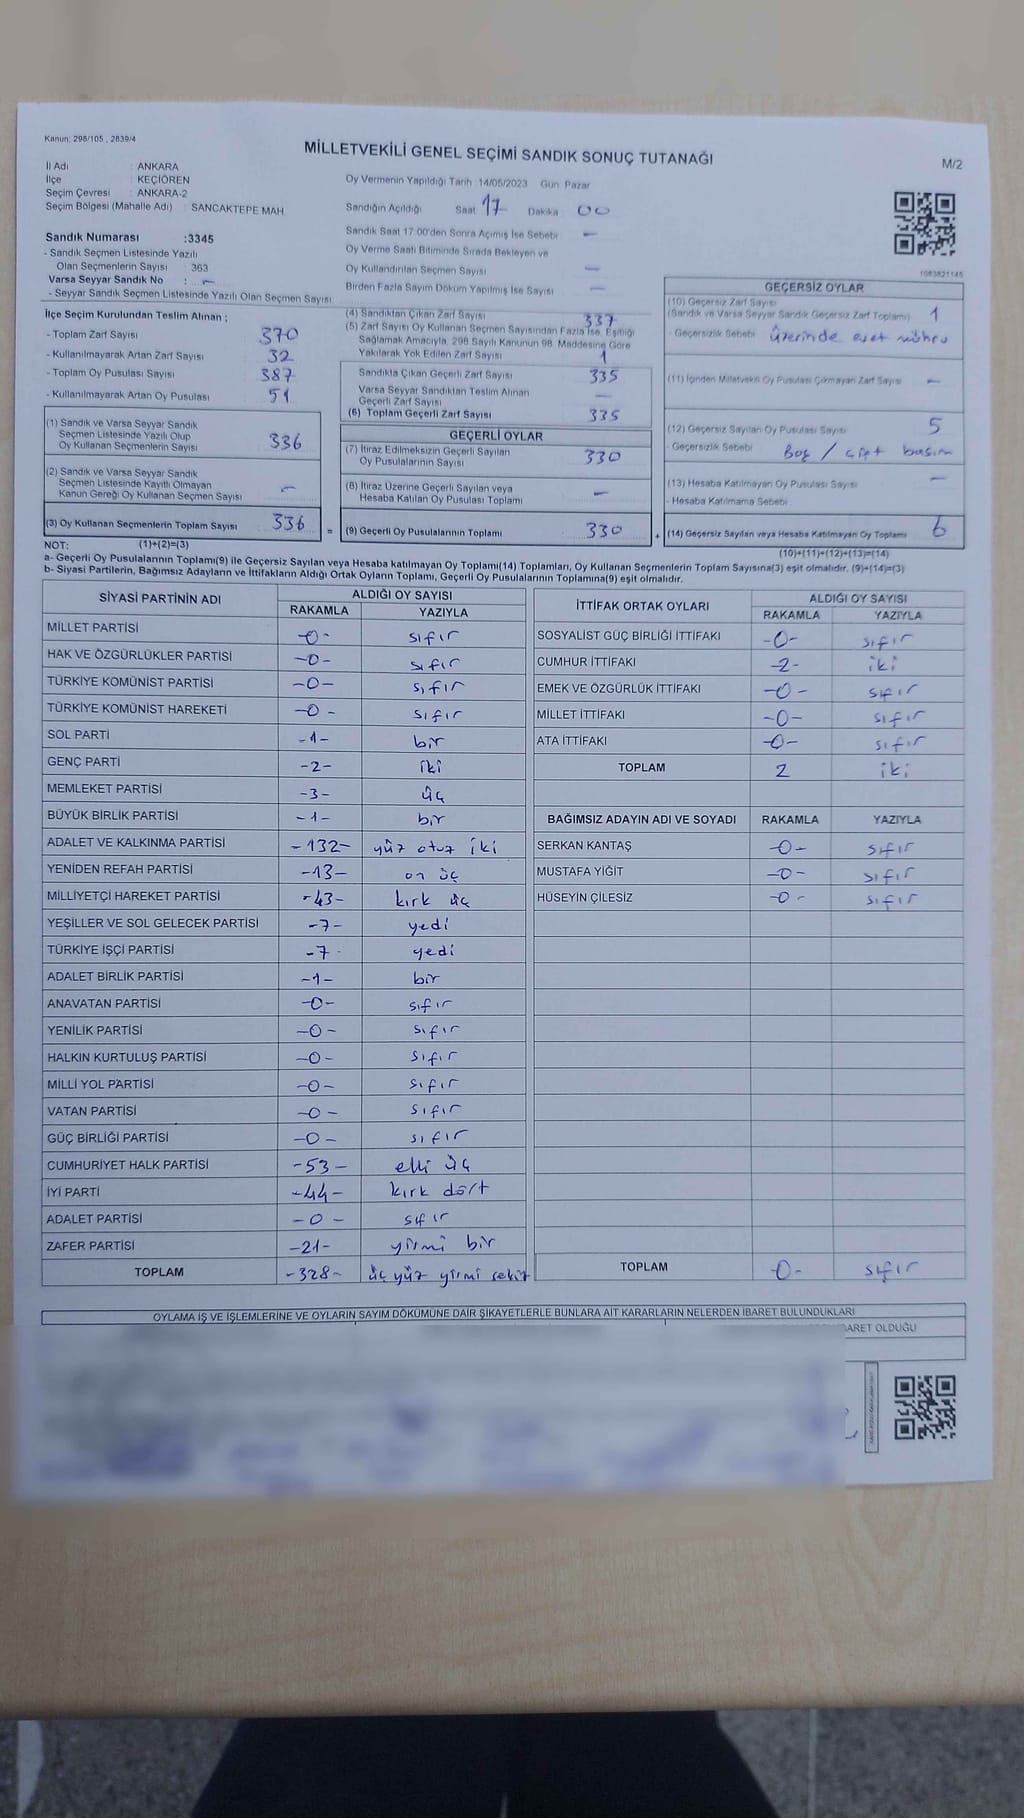 Kanun: 298/105 , 2839/4
MİLLETVEKİLİ GENEL SEÇİMİ SANDIK SONUÇ TUTANAĞI
M/2
İl Adı : ANKARA
İlçe : KEÇİÖREN
Seçim Çevresi : ANKARA-2
Seçim Bölgesi (Mahalle Adı) : SANCAKTEPE MAH.
Sandık Numarası :3345
- Sandık Seçmen Listesinde Yazılı
Olan Seçmenlerin Sayısı : 363
Varsa Seyyar Sandık No : —
- Seyyar Sandık Seçmen Listesinde Yazılı Olan Seçmen Sayısı:
Oy Vermenin Yapıldığı Tarih :14/05/2023 Gün: Pazar
Sandığın Açıldığı Saat: 17 Dakika: 00
Sandık Saat 17:00'den Sonra Açımış İse Sebebi: —
Oy Verme Saati Bitiminde Sırada Bekleyen ve
Oy Kullandırılan Seçmen Sayısı —
Birden Fazla Sayım Döküm Yapılmış İse Sayısı: —
1083821145
İlçe Seçim Kurulundan Teslim Alınan ;
- Toplam Zarf Sayısı 370
- Kullanılmayarak Artan Zarf Sayısı 32
- Toplam Oy Pusulası Sayısı 387
- Kullanılmayarak Artan Oy Pusulası 51
(1) Sandık ve Varsa Seyyar Sandık
Seçmen Listesinde Yazılı Olup
Oy Kullanan Seçmenlerin Sayısı 336
(2) Sandık ve Varsa Seyyar Sandık
Seçmen Listesinde Kayıtlı Olmayan
Kanun Gereği Oy Kullanan Seçmen Sayısı —
(3) Oy Kullanan Seçmenlerin Toplam Sayısı 336
(4) Sandıktan Çıkan Zarf Sayısı 337
(5) Zarf Sayısı Oy Kullanan Seçmen Sayısından Fazla İse, Eşitliği
Sağlamak Amacıyla, 298 Sayılı Kanunun 98. Maddesine Göre
Yakılarak Yok Edilen Zarf Sayısı 1
Sandıkla Çıkan Geçerli Zarf Sayısı 335
Varsa Seyyar Sandıktan Teslim Alınan
Geçerli Zarf Sayısı —
(6) Toplam Geçerli Zarf Sayısı 335
GEÇERLİ OYLAR
(7) İtiraz Edilmeksizin Geçerli Sayılan
Oy Pusulalarının Sayısı 330
(8) İtiraz Üzerine Geçerli Sayılan veya
Hesaba Katılan Oy Pusulası Toplamı —
= (9) Geçerli Oy Pusulalarının Toplamı 330
GEÇERSİZ OYLAR
(10) Geçersiz Zarf Sayısı
(Sandık ve Varsa Seyyar Sandık Geçersiz Zarf Toplamı) 1
- Geçersizlik Sebebi: Üzerinde evet mührü
(11) İçinden Milletvekili Oy Pusulası Çıkmayan Zarf Sayısı —
(12) Geçersiz Sayılan Oy Pusulası Sayısı 5
- Geçersizlik Sebebi: Boş / çift basım
(13) Hesaba Katılmayan Oy Pusulası Sayısı —
- Hesaba Katılmama Sebebi:
+ (14) Geçersiz Sayılan veya Hesaba Katılmayan Oy Toplamı 6
NOT: (1)+(2)=(3)
(10)+(11)+(12)+(13)=(14)
a- Geçerli Oy Pusulalarının Toplamı(9) ile Geçersiz Sayılan veya Hesaba katılmayan Oy Toplamı(14) Toplamları, Oy Kullanan Seçmenlerin Toplam Sayısına(3) eşit olmalıdır. (9)+(14)=(3)
b- Siyasi Partilerin, Bağımsız Adayların ve İttifakların Aldığı Ortak Oyların Toplamı, Geçerli Oy Pusulalarının Toplamına(9) eşit olmalıdır.
SİYASİ PARTİNİN ADI ALDIĞI OY SAYISI
RAKAMLA YAZIYLA
MİLLET PARTİSİ -0- sıfır
HAK VE ÖZGÜRLÜKLER PARTİSİ -0- sıfır
TÜRKİYE KOMÜNİST PARTİSİ -0- sıfır
TÜRKİYE KOMÜNİST HAREKETİ -0- sıfır
SOL PARTİ -1- bir
GENÇ PARTİ -2- iki
MEMLEKET PARTİSİ -3- üç
BÜYÜK BİRLİK PARTİSİ -1- bir
ADALET VE KALKINMA PARTİSİ -132- yüz otuz iki
YENİDEN REFAH PARTİSİ -13- on üç
MİLLİYETÇİ HAREKET PARTİSİ -43- kırk üç
YEŞİLLER VE SOL GELECEK PARTİSİ -7- yedi
TÜRKİYE İŞÇİ PARTİSİ -7- yedi
ADALET BİRLİK PARTİSİ -1- bir
ANAVATAN PARTİSİ -0- sıfır
YENİLİK PARTİSİ -0- sıfır
HALKIN KURTULUŞ PARTİSİ -0- sıfır
MİLLİ YOL PARTİSİ -0- sıfır
VATAN PARTİSİ -0- sıfır
GÜÇ BİRLİĞİ PARTİSİ -0- sıfır
CUMHURİYET HALK PARTİSİ -53- elli üç
İYİ PARTİ -44- kırk dört
ADALET PARTİSİ -0- sıfır
ZAFER PARTİSİ -21- yirmi bir
TOPLAM -328- üç yüz yirmi sekiz
İTTİFAK ORTAK OYLARI ALDIĞI OY SAYISI
RAKAMLA YAZIYLA
SOSYALİST GÜÇ BİRLİĞİ İTTİFAKI -0- sıfır
CUMHUR İTTİFAKI -2- iki
EMEK VE ÖZGÜRLÜK İTTİFAKI -0- sıfır
MİLLET İTTİFAKI -0- sıfır
ATA İTTİFAKI -0- sıfır
TOPLAM 2 iki
BAĞIMSIZ ADAYIN ADI VE SOYADI RAKAMLA YAZIYLA
SERKAN KANTAŞ -0- sıfır
MUSTAFA YİĞİT -0- sıfır
HÜSEYİN ÇİLESİZ -0- sıfır
TOPLAM -0- sıfır
OYLAMA İŞ VE İŞLEMLERİNE VE OYLARIN SAYIM DÖKÜMÜNE DAİR ŞİKAYETLERLE BUNLARA AİT KARARLARIN NELERDEN İBARET BULUNDUKLARI
BARET OLDUĞU